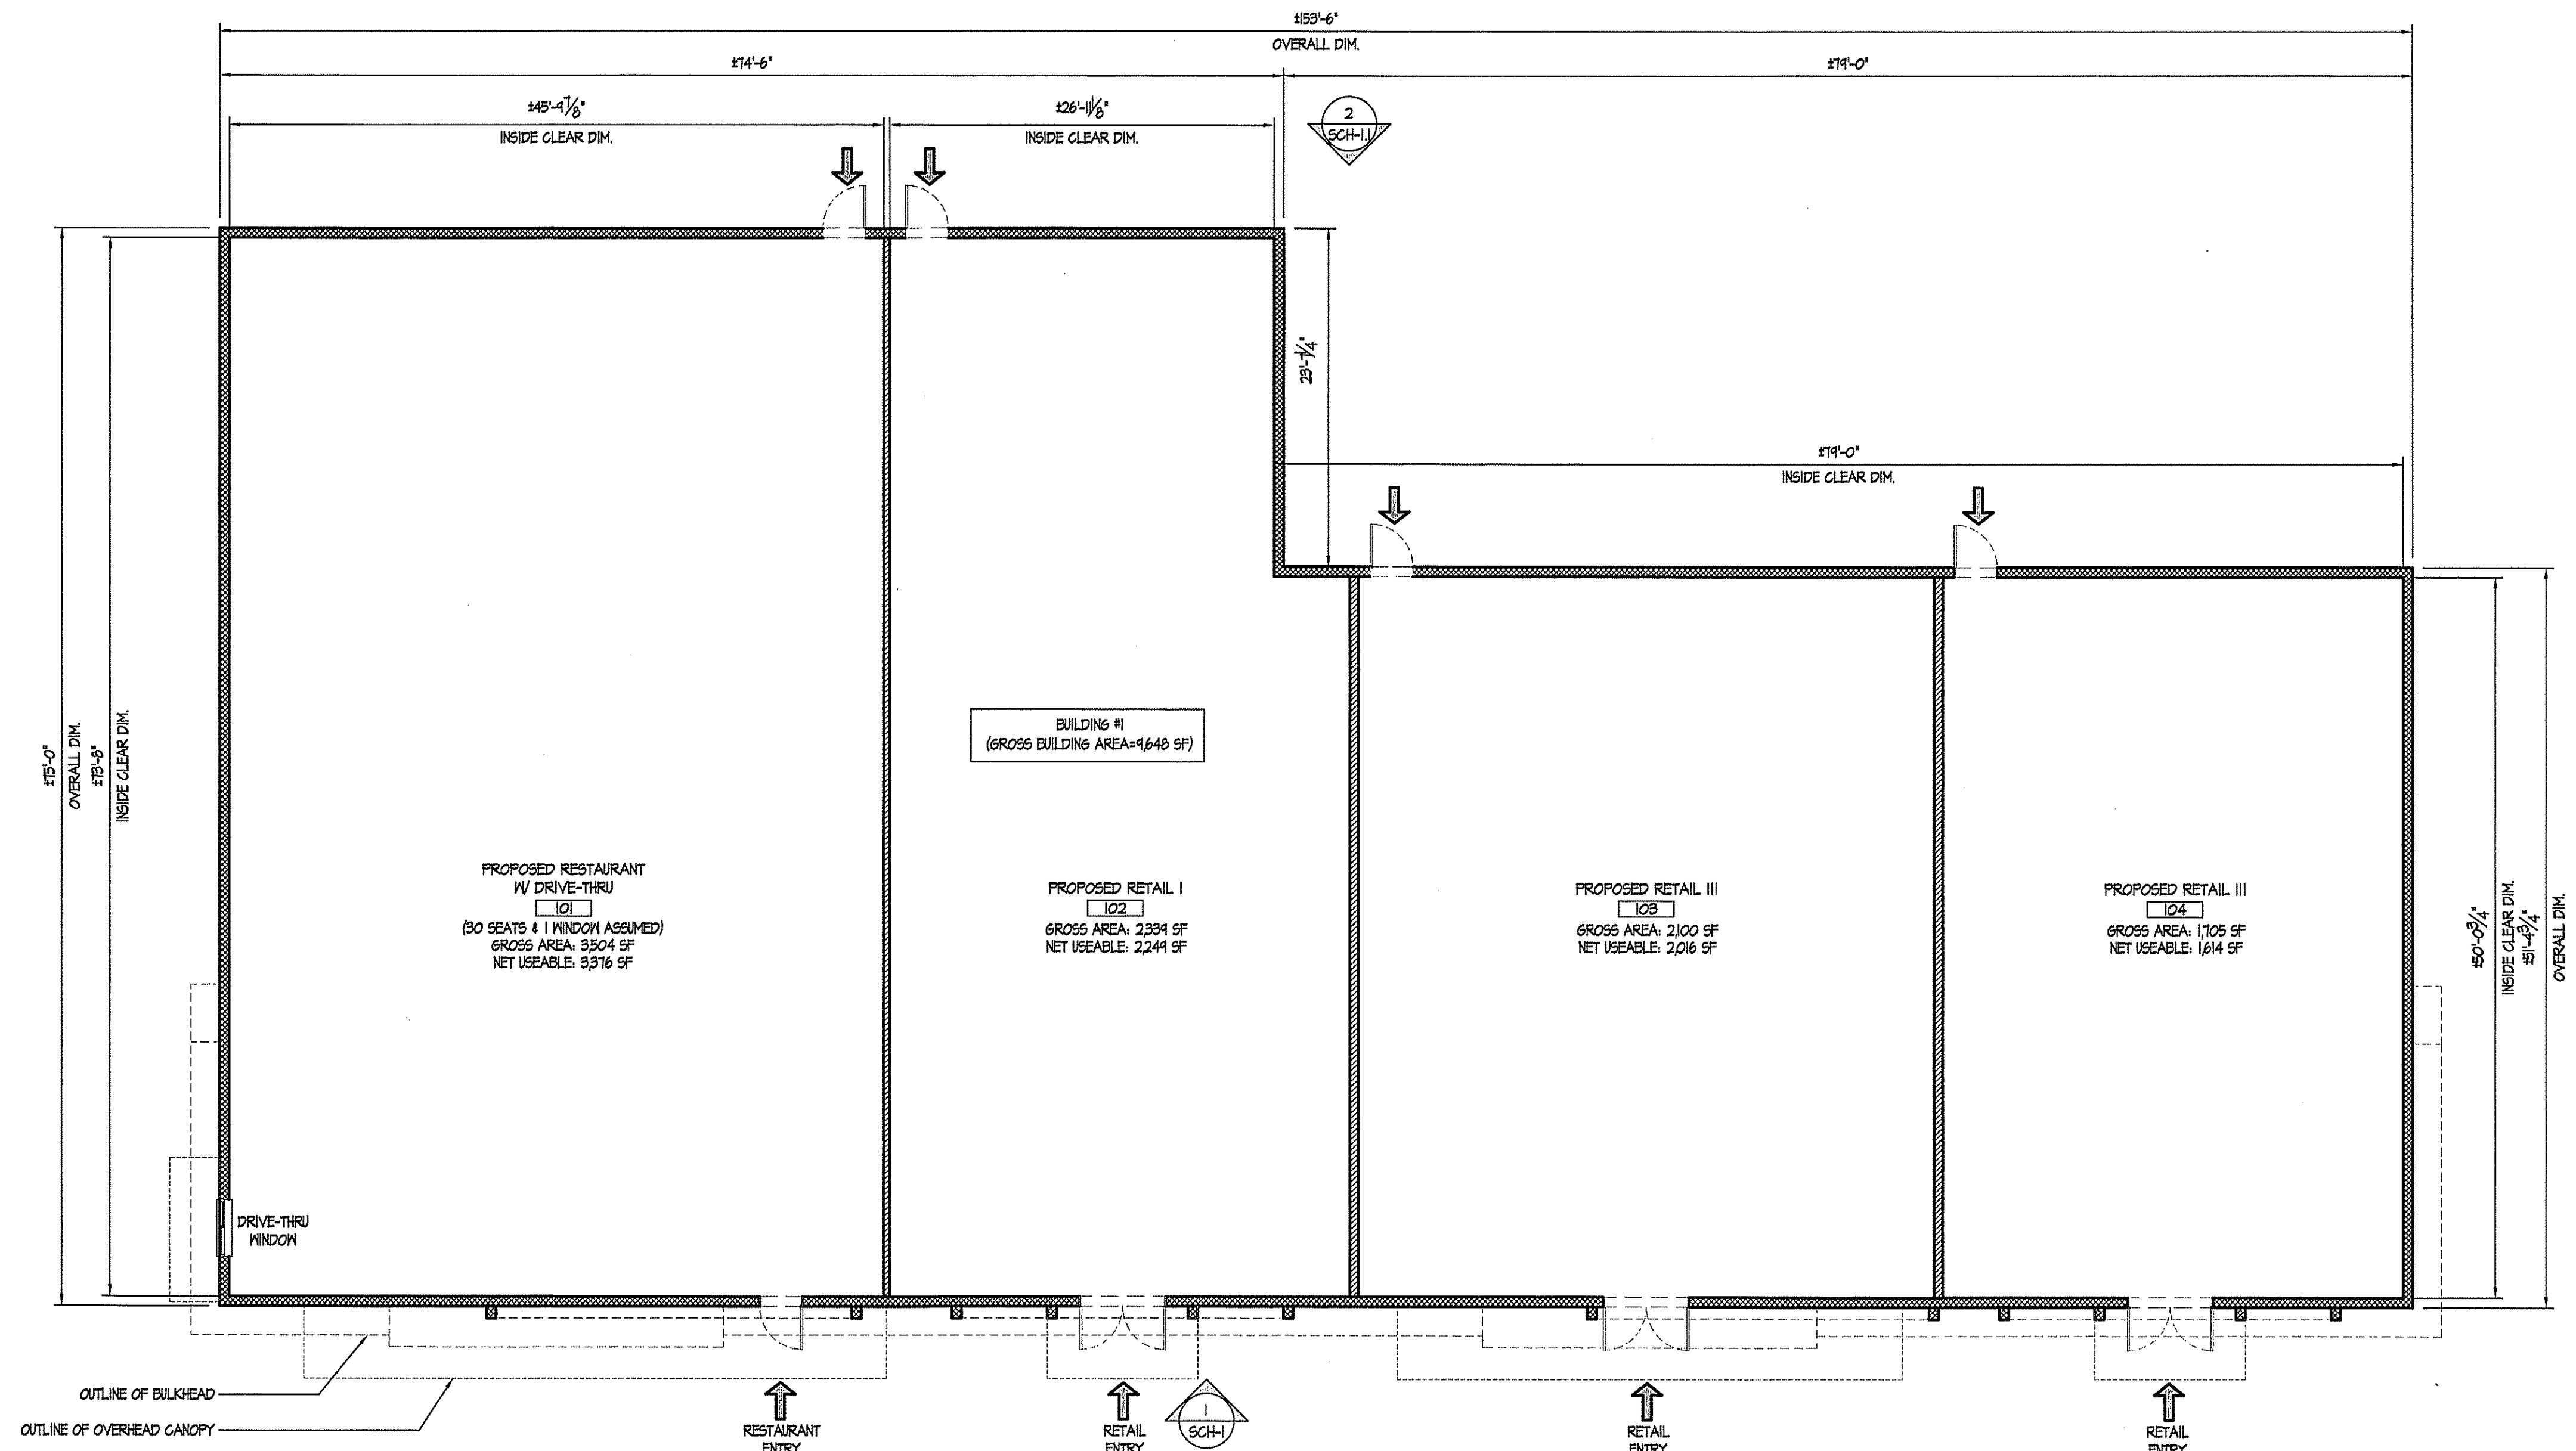 ±153'-6"
OVERALL DIM.
±74'-6"
±79'-0"
±45'-9 7/8"
INSIDE CLEAR DIM.
±26'-11 1/8"
INSIDE CLEAR DIM.
2
SCH-1.1
23'-7 1/4"
±79'-0"
INSIDE CLEAR DIM.
±75'-0"
OVERALL DIM.
±73'-8"
INSIDE CLEAR DIM.
BUILDING #1
(GROSS BUILDING AREA=9,648 SF)
PROPOSED RESTAURANT
W/ DRIVE-THRU
101
(30 SEATS & 1 WINDOW ASSUMED)
GROSS AREA: 3,504 SF
NET USEABLE: 3,376 SF
PROPOSED RETAIL I
102
GROSS AREA: 2,339 SF
NET USEABLE: 2,249 SF
PROPOSED RETAIL III
103
GROSS AREA: 2,100 SF
NET USEABLE: 2,016 SF
PROPOSED RETAIL III
104
GROSS AREA: 1,705 SF
NET USEABLE: 1,614 SF
±50'-0 3/4"
INSIDE CLEAR DIM.
±51'-4 3/4"
OVERALL DIM.
DRIVE-THRU
WINDOW
OUTLINE OF BULKHEAD
OUTLINE OF OVERHEAD CANOPY
RESTAURANT
ENTRY
RETAIL
ENTRY
1
SCH-1
RETAIL
ENTRY
RETAIL
ENTRY